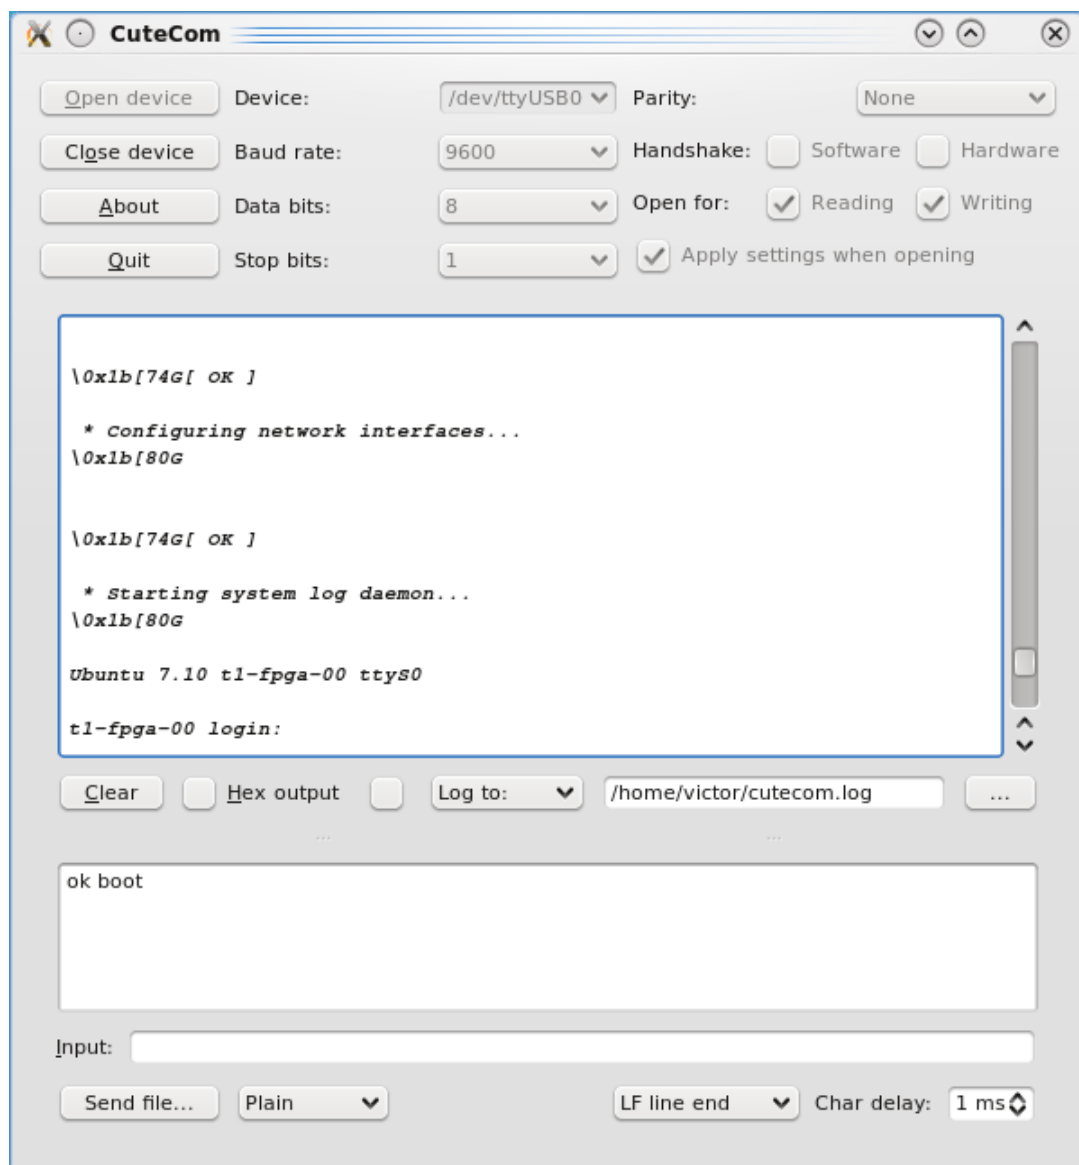 CuteCom
Open device Device: /dev/ttyUSB0 Parity: None
Close device Baud rate: 9600 Handshake: Software Hardware
About Data bits: 8 Open for: Reading Writing
Quit Stop bits: 1 Apply settings when opening
\0x1b[74G[ OK ]
* Configuring network interfaces...
\0x1b[80G
\0x1b[74G[ OK ]
* Starting system log daemon...
\0x1b[80G
Ubuntu 7.10 t1-fpga-00 ttyS0
t1-fpga-00 login:
Clear Hex output Log to: /home/victor/cutecom.log ...
ok boot
Input:
Send file... Plain LF line end Char delay: 1 ms